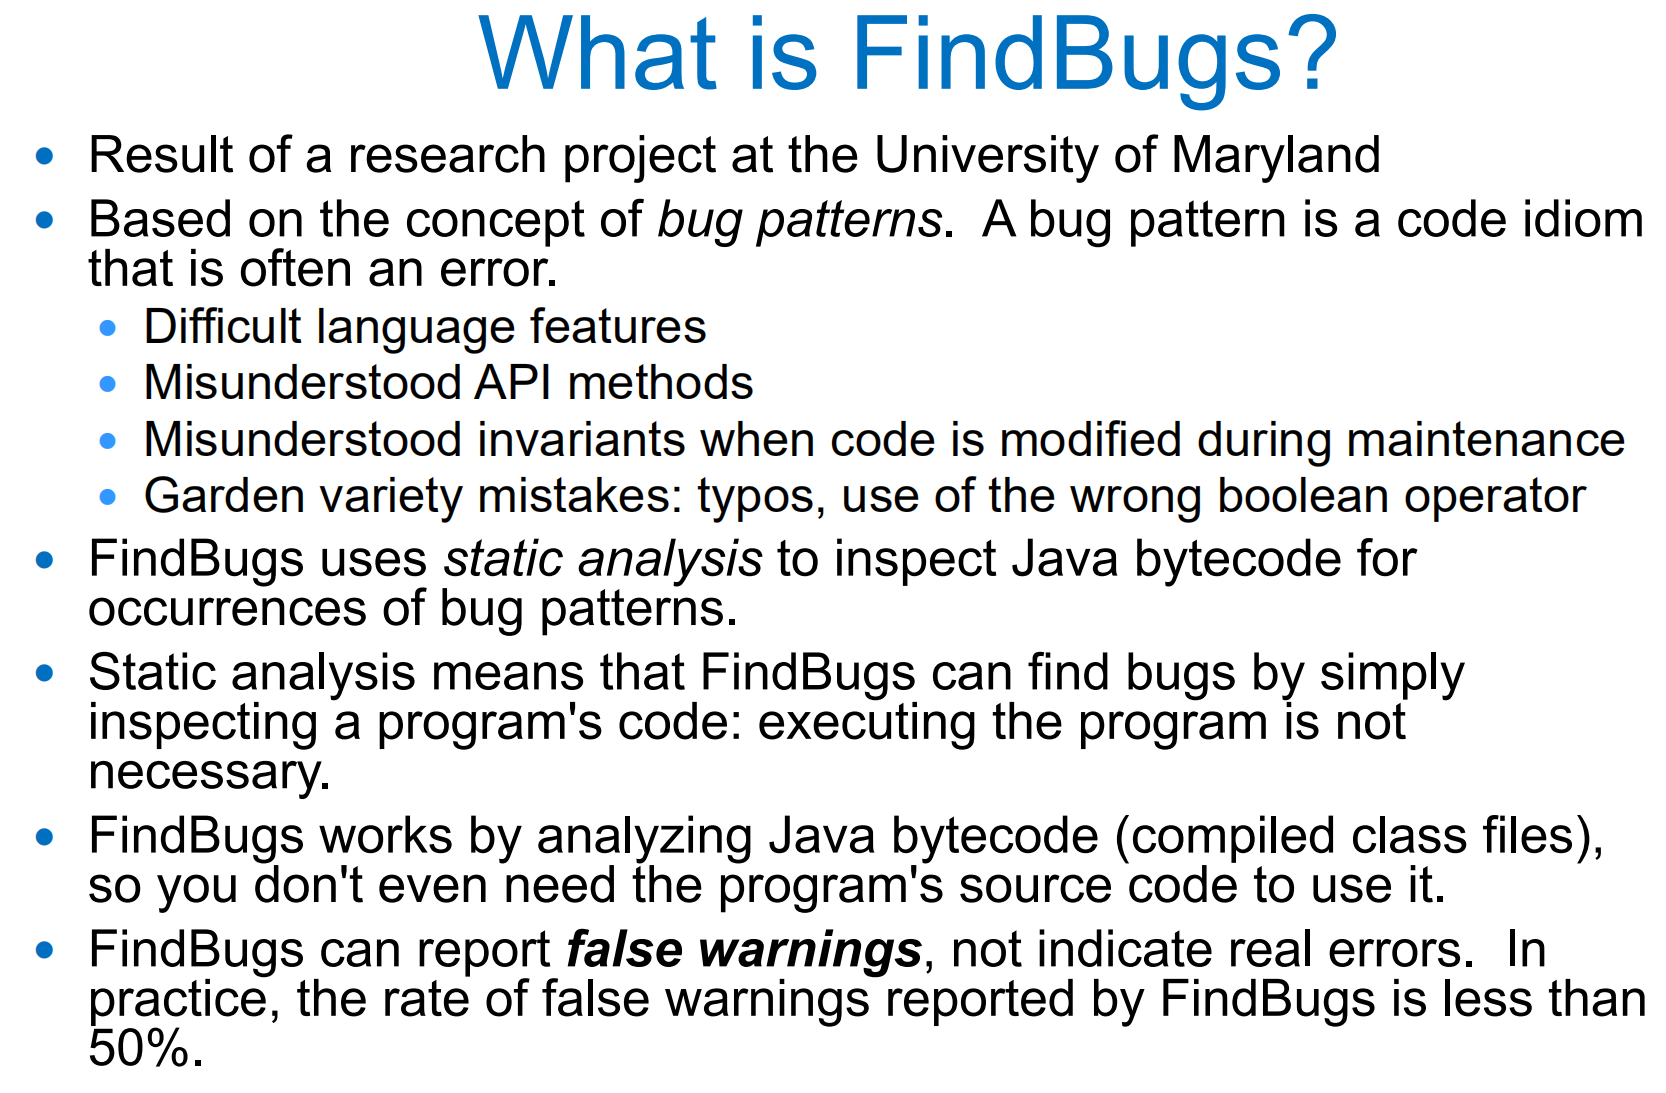 What is FindBugs?
• Result of a research project at the University of Maryland
• Based on the concept of bug patterns.  A bug pattern is a code idiom
that is often an error.
• Difficult language features
• Misunderstood API methods
• Misunderstood invariants when code is modified during maintenance
• Garden variety mistakes: typos, use of the wrong boolean operator
• FindBugs uses static analysis to inspect Java bytecode for
occurrences of bug patterns.
• Static analysis means that FindBugs can find bugs by simply
inspecting a program's code: executing the program is not
necessary.
• FindBugs works by analyzing Java bytecode (compiled class files),
so you don't even need the program's source code to use it.
• FindBugs can report false warnings, not indicate real errors.  In
practice, the rate of false warnings reported by FindBugs is less than
50%.